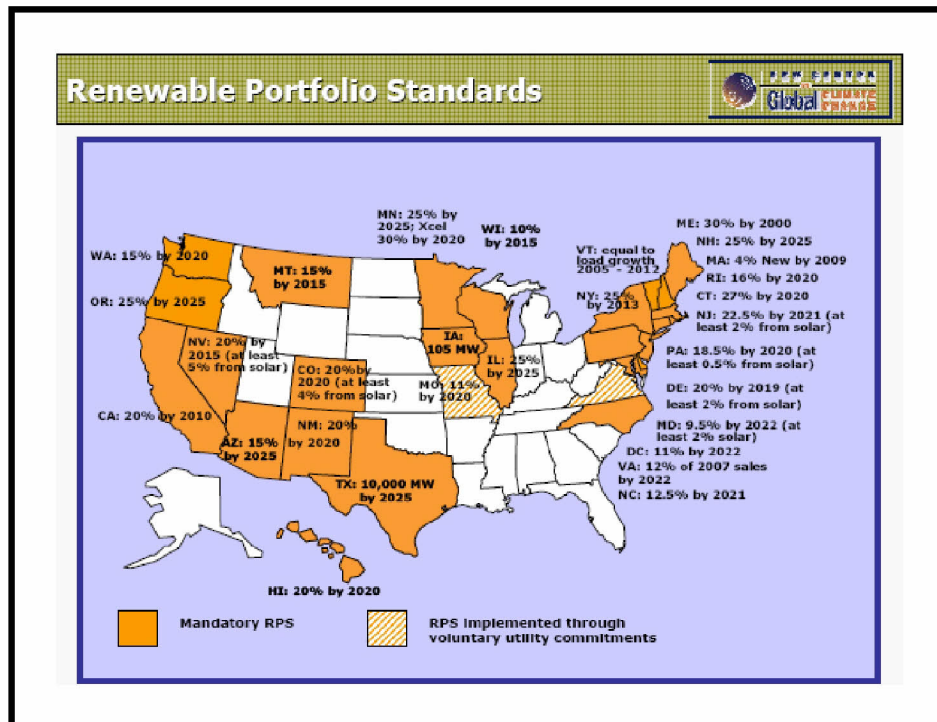 Renewable Portfolio Standards
PEW CENTER
Global CLIMATE
CHANGE
MN: 25% by
2025; Xcel
30% by 2020
WI: 10%
by 2015
ME: 30% by 2000
NH: 25% by 2025
VT: equal to
load growth
2005 - 2012
MA: 4% New by 2009
RI: 16% by 2020
WA: 15% by 2020
MT: 15%
by 2015
NY: 25%
by 2013
CT: 27% by 2020
OR: 25% by 2025
NJ: 22.5% by 2021 (at
least 2% from solar)
NV: 20% by
2015 (at least
5% from solar)
IA:
105 MW
IL: 25%
by 2025
PA: 18.5% by 2020 (at
least 0.5% from solar)
CO: 20% by
2020 (at least
4% from solar)
MO: 11%
by 2020
DE: 20% by 2019 (at
least 2% from solar)
CA: 20% by 2010
NM: 20%
by 2020
MD: 9.5% by 2022 (at
least 2% solar)
AZ: 15%
by 2025
DC: 11% by 2022
VA: 12% of 2007 sales
by 2022
TX: 10,000 MW
by 2025
NC: 12.5% by 2021
HI: 20% by 2020
Mandatory RPS
RPS Implemented through
voluntary utility commitments